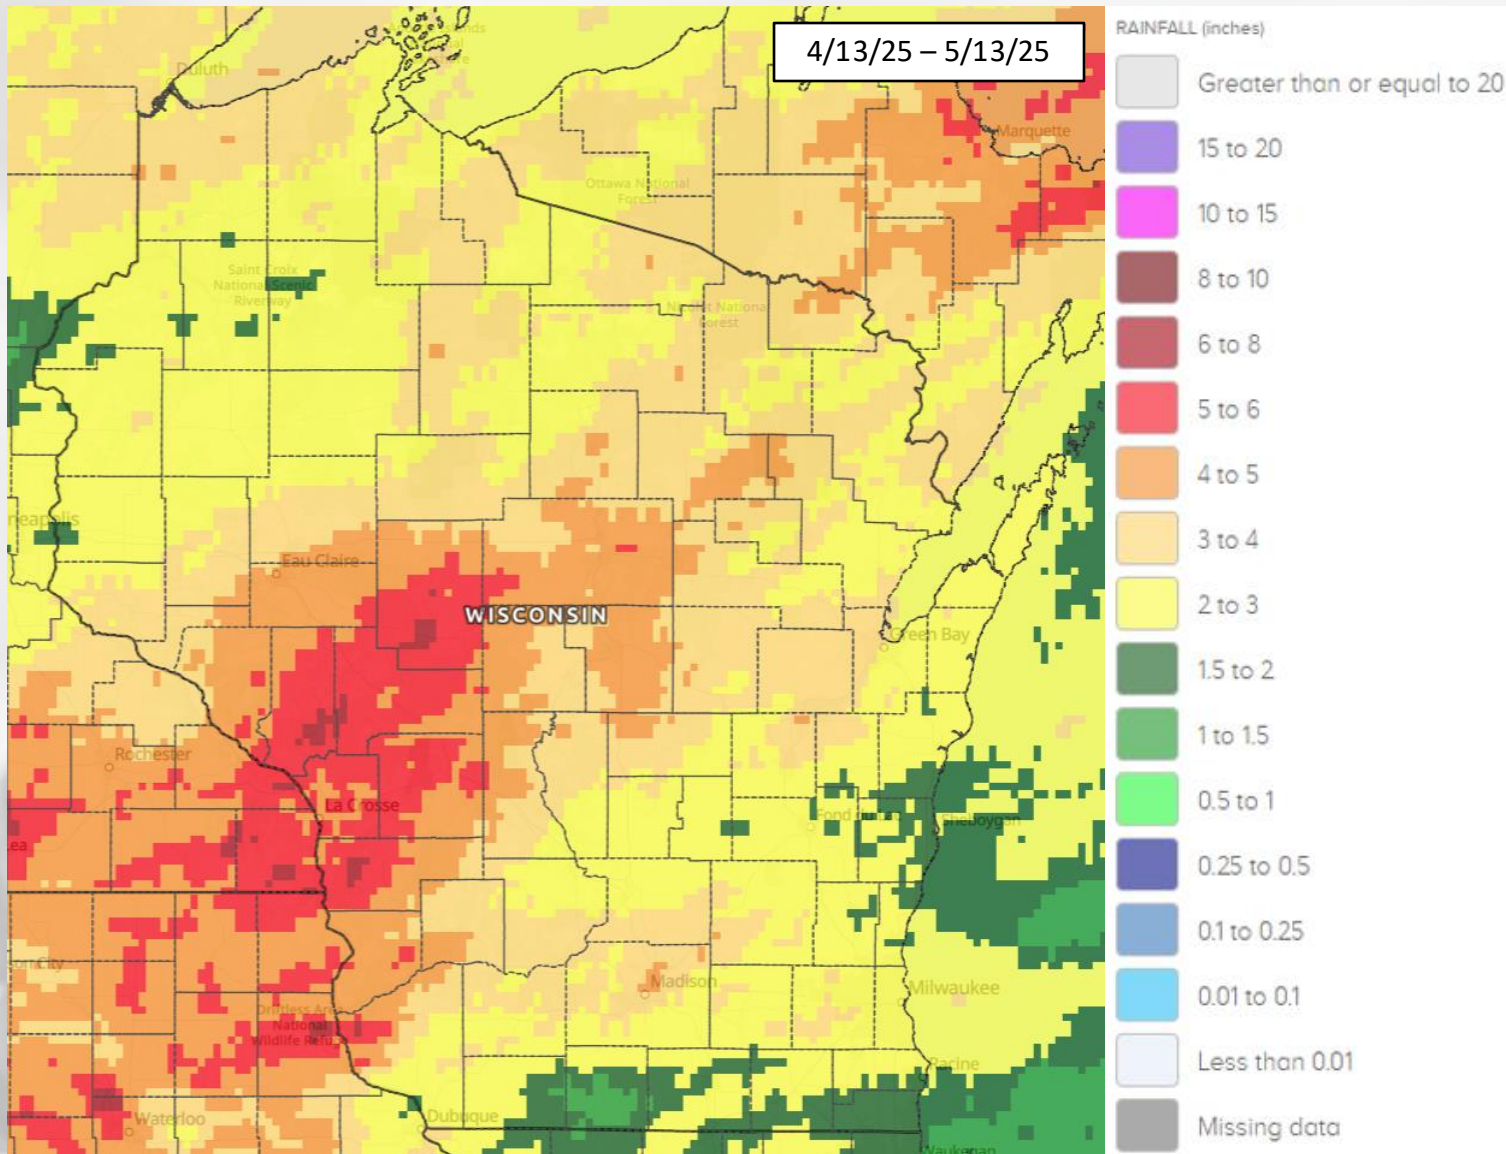 4/13/25 – 5/13/25
RAINFALL (inches)
Greater than or equal to 20
15 to 20
10 to 15
8 to 10
6 to 8
5 to 6
4 to 5
3 to 4
2 to 3
1.5 to 2
1 to 1.5
0.5 to 1
0.25 to 0.5
0.1 to 0.25
0.01 to 0.1
Less than 0.01
Missing data
Duluth
Marquette
Ottawa National
Forest
Saint Croix
National Scenic
Riverway
Nicolet National
Forest
neapolis
Eau Claire
WISCONSIN
Green Bay
Rochester
La Crosse
Fond du Lac
Sheboygan
Madison
Milwaukee
Driftless Area
National
Wildlife Refuge
Racine
Waterloo
Dubuque
Waukegan